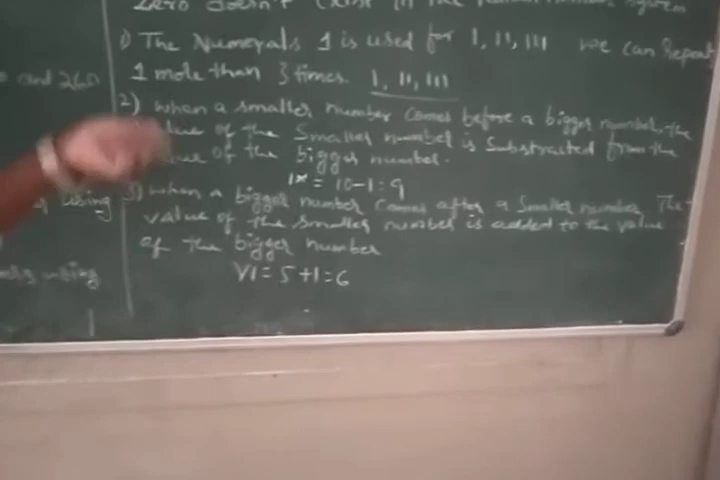 Zero doesn't exist in the
1) The Numerals 1 is used for 1, 11, 111 we can Repeat
1 more than 3 times. 1, 11, 111
and 260
2) When a smaller number comes before a bigger number, the
value of the smaller number is substracted from the
value of the bigger number.
1x = 10-1=9
using
3) when a bigger number comes after a smaller number, The
value of the smaller number is added to the value
of the bigger number
using
V1 = 5+1=6